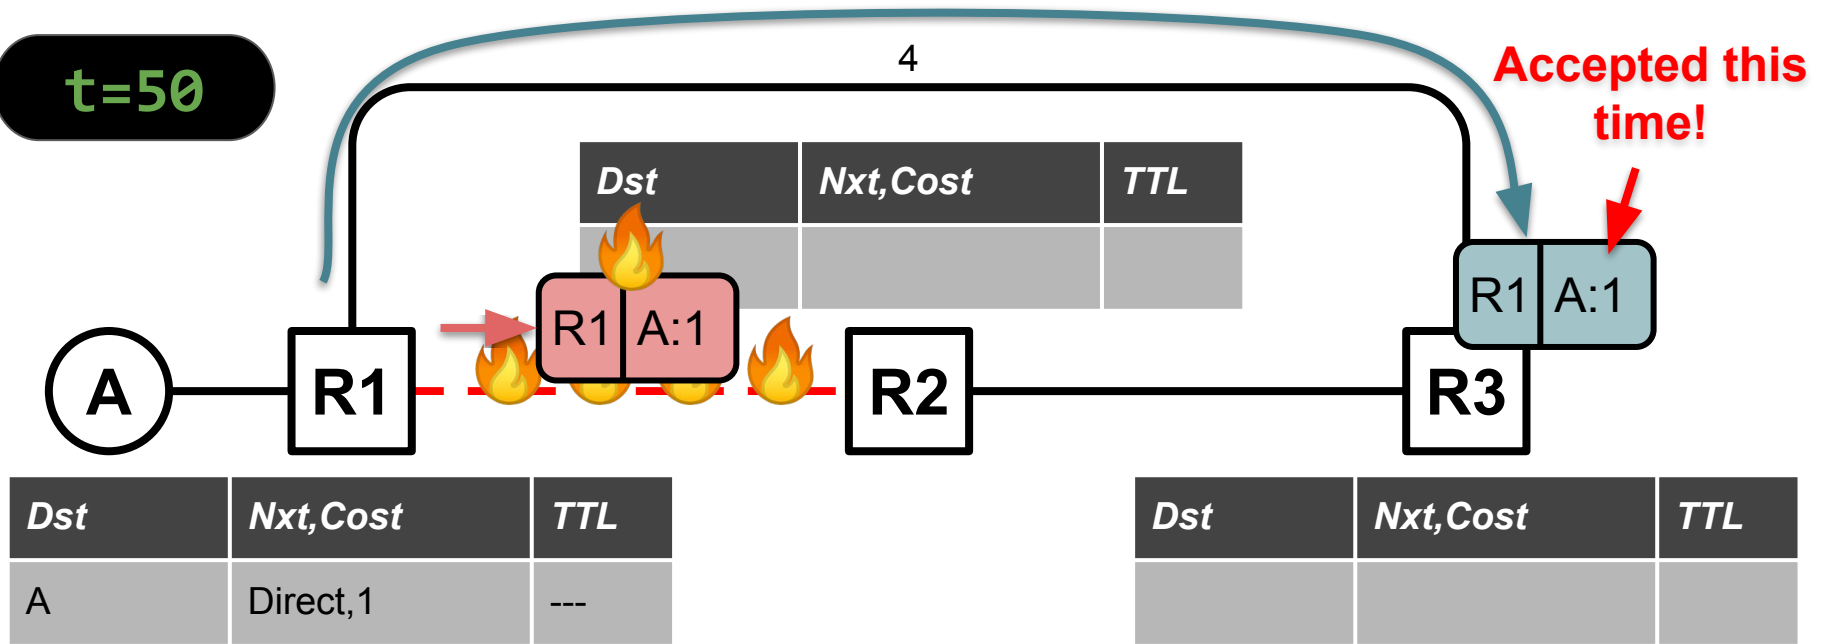 t=50
4
Accepted this
time!
Dst Nxt,Cost TTL
R1 A:1
R1 A:1
A R1 R2 R3
Dst Nxt,Cost TTL
A Direct,1 ---
Dst Nxt,Cost TTL